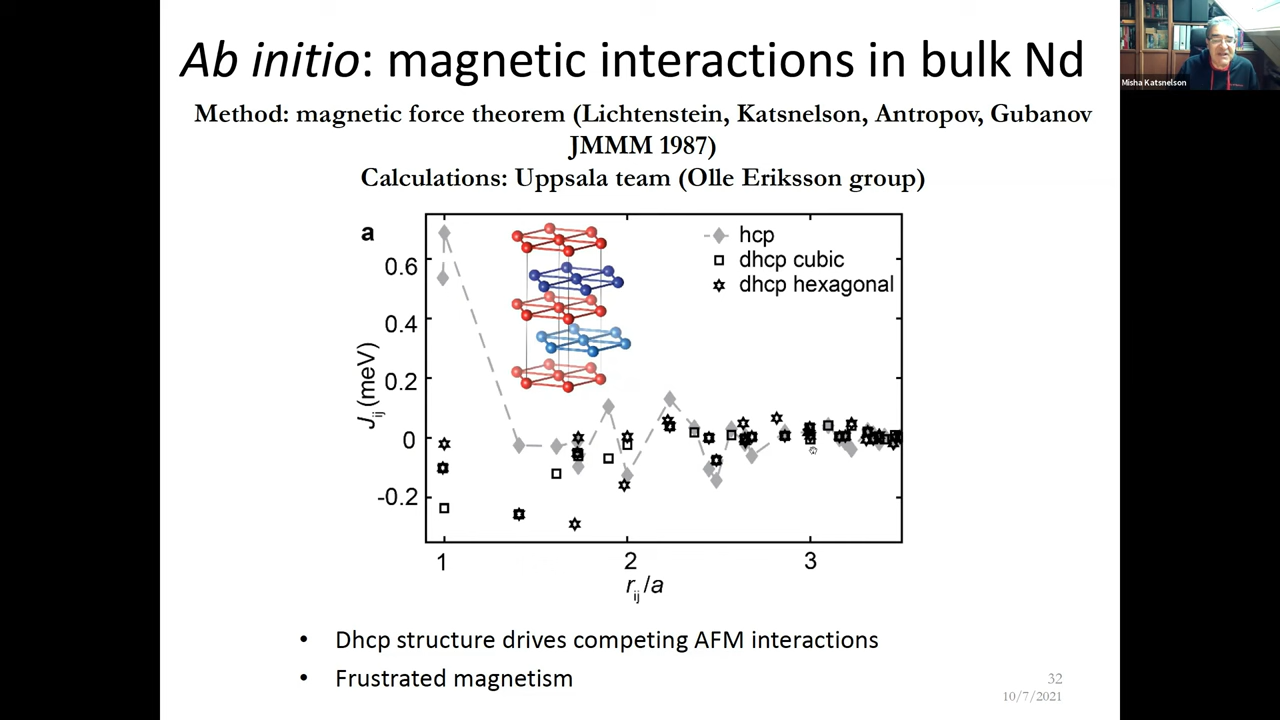 Ab initio: magnetic interactions in bulk Nd
Misha Katsnelson
Method: magnetic force theorem (Lichtenstein, Katsnelson, Antropov, Gubanov
JMMM 1987)
Calculations: Uppsala team (Olle Eriksson group)
a
hcp
dhcp cubic
dhcp hexagonal
0.6
0.4
0.2
0
-0.2
Jij (meV)
1
2
3
rij/a
• Dhcp structure drives competing AFM interactions
• Frustrated magnetism
32
10/7/2021